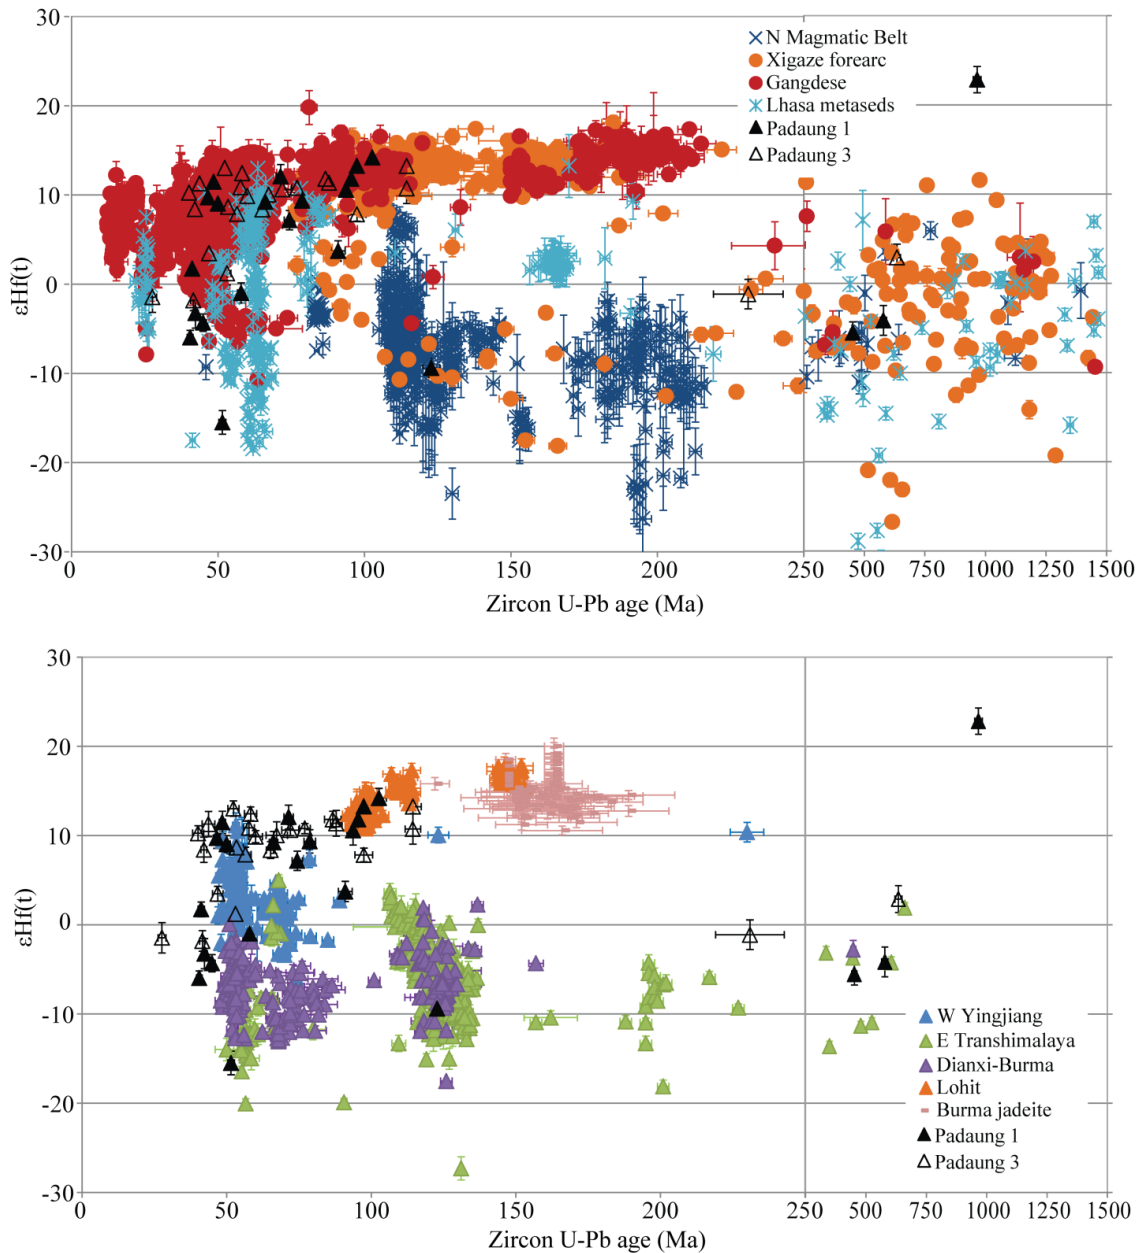 30
20
10
0
-10
-20
-30
εHf(t)
N Magmatic Belt
Xigaze forearc
Gangdese
Lhasa metaseds
Padaung 1
Padaung 3
0 50 100 150 200 250 500 750 1000 1250 1500
Zircon U-Pb age (Ma)
30
20
10
0
-10
-20
-30
εHf(t)
W Yingjiang
E Transhimalaya
Dianxi-Burma
Lohit
Burma jadeite
Padaung 1
Padaung 3
0 50 100 150 200 250 500 750 1000 1250 1500
Zircon U-Pb age (Ma)